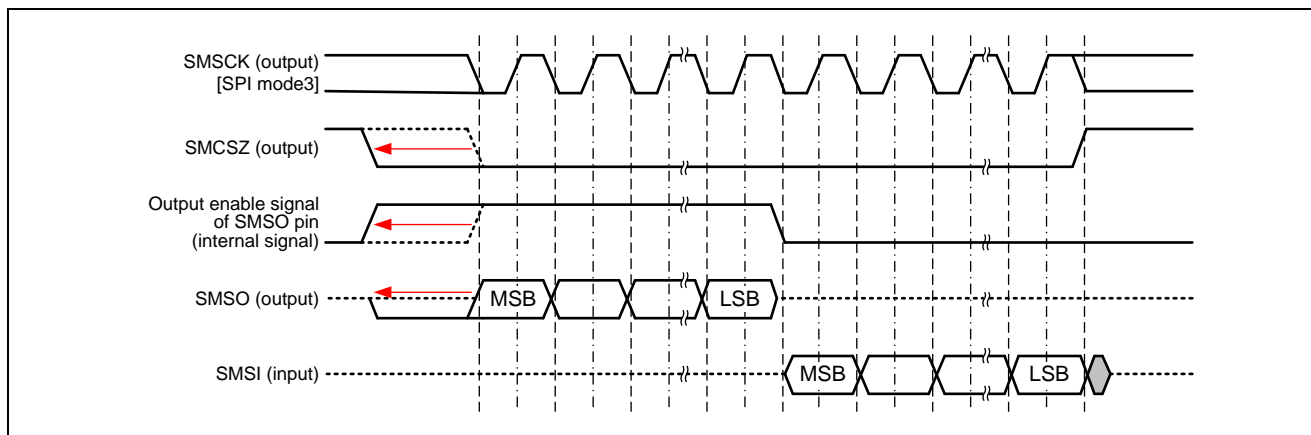 SMSCK (output)
[SPI mode3]
SMCSZ (output)
Output enable signal
of SMSO pin
(internal signal)
SMSO (output)
MSB
LSB
SMSI (input)
MSB
LSB